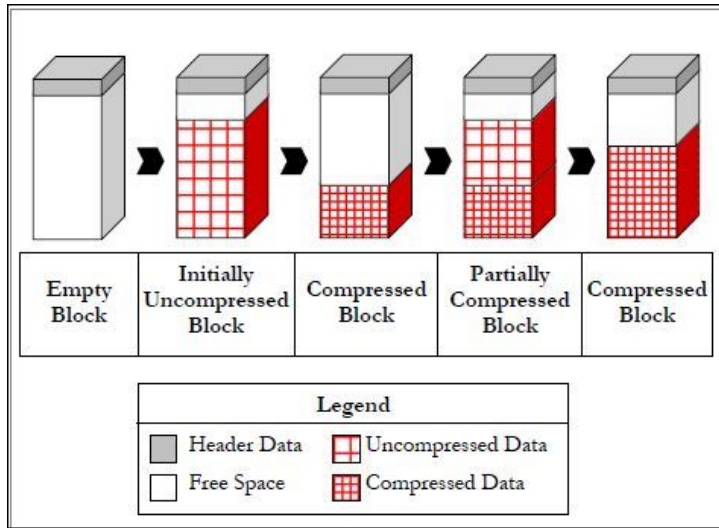 Empty
Block
Initially
Uncompressed
Block
Compressed
Block
Partially
Compressed
Block
Compressed
Block
Legend
Header Data
Uncompressed Data
Free Space
Compressed Data